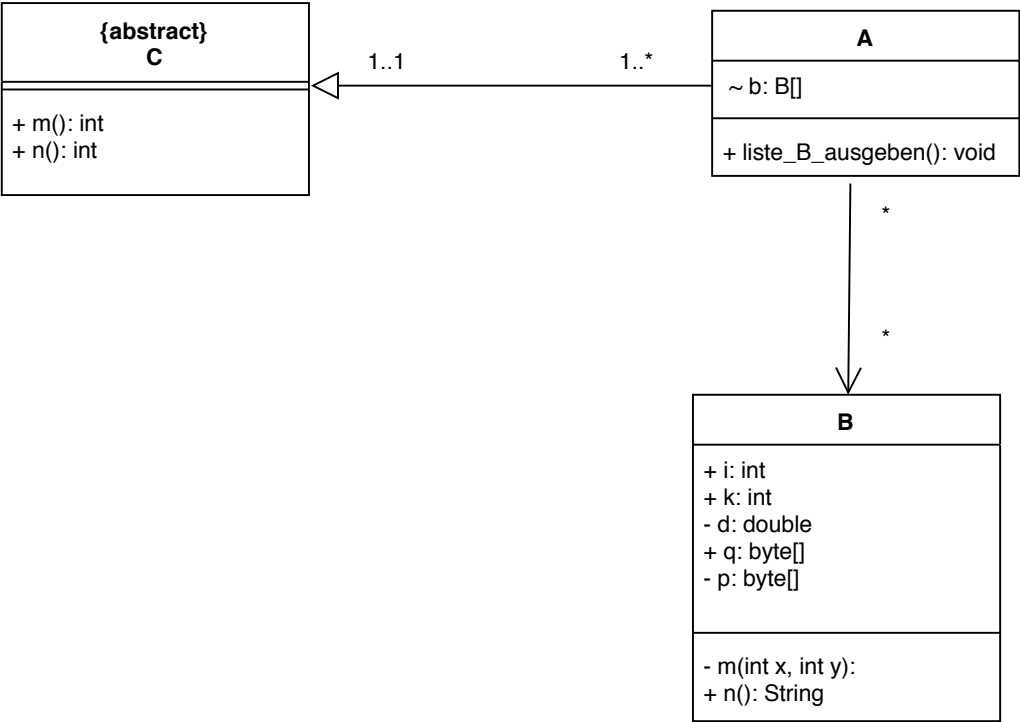 {abstract}
C
+ m(): int
+ n(): int
1..1
1..*
A
~ b: B[]
+ liste_B_ausgeben(): void
*
*
B
+ i: int
+ k: int
- d: double
+ q: byte[]
- p: byte[]
- m(int x, int y):
+ n(): String